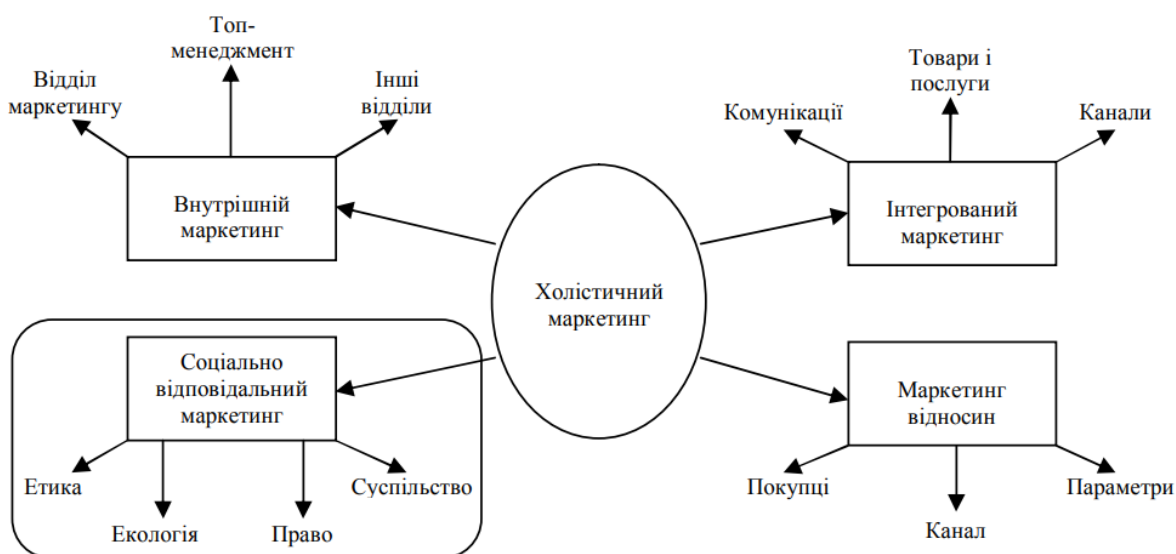 Топ-
менеджмент
Відділ
маркетингу
Інші
відділи
Внутрішній
маркетинг
Товари і
послуги
Комунікації
Канали
Інтегрований
маркетинг
Холістичний
маркетинг
Соціально
відповідальний
маркетинг
Етика
Екологія
Право
Суспільство
Маркетинг
відносин
Покупці
Канал
Параметри